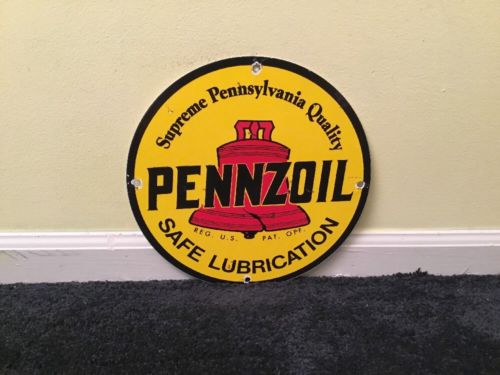 Supreme Pennsylvania Quality
PENNZOIL
REG. U.S. PAT. OFF.
SAFE LUBRICATION